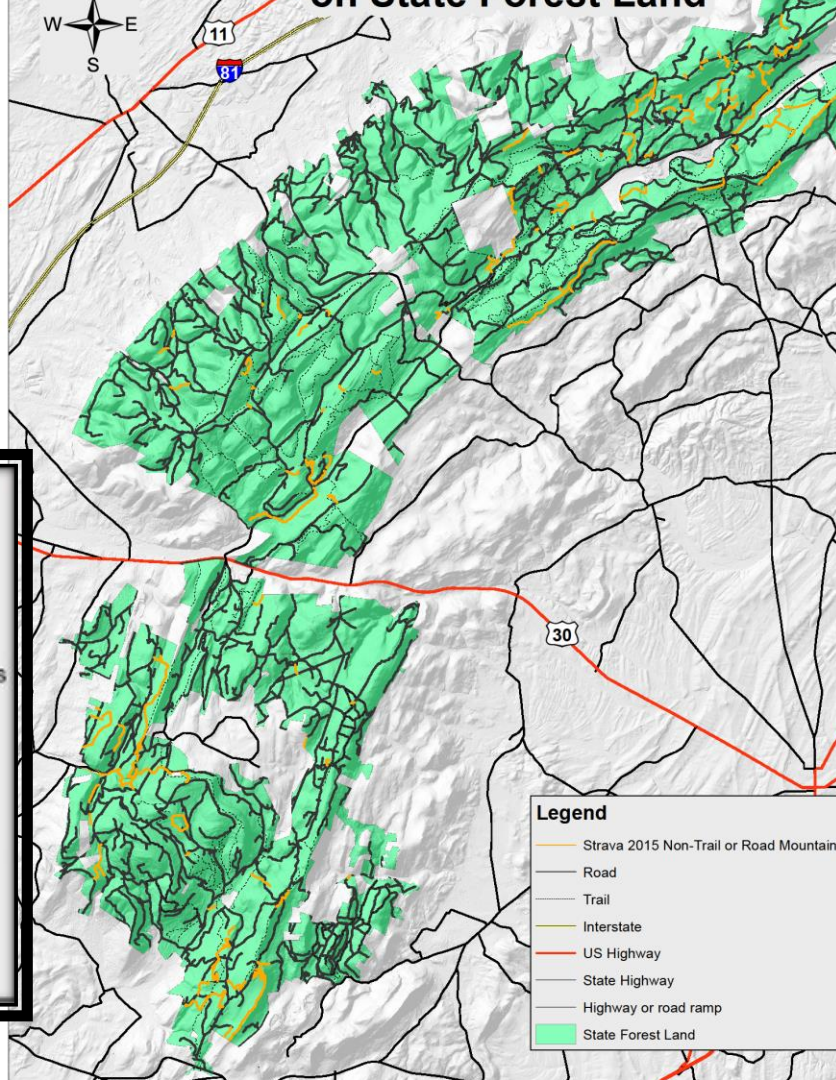 on State Forest Land
W
E
S
11
81
s
30
Legend
Strava 2015 Non-Trail or Road Mountain
Road
Trail
Interstate
US Highway
State Highway
Highway or road ramp
State Forest Land